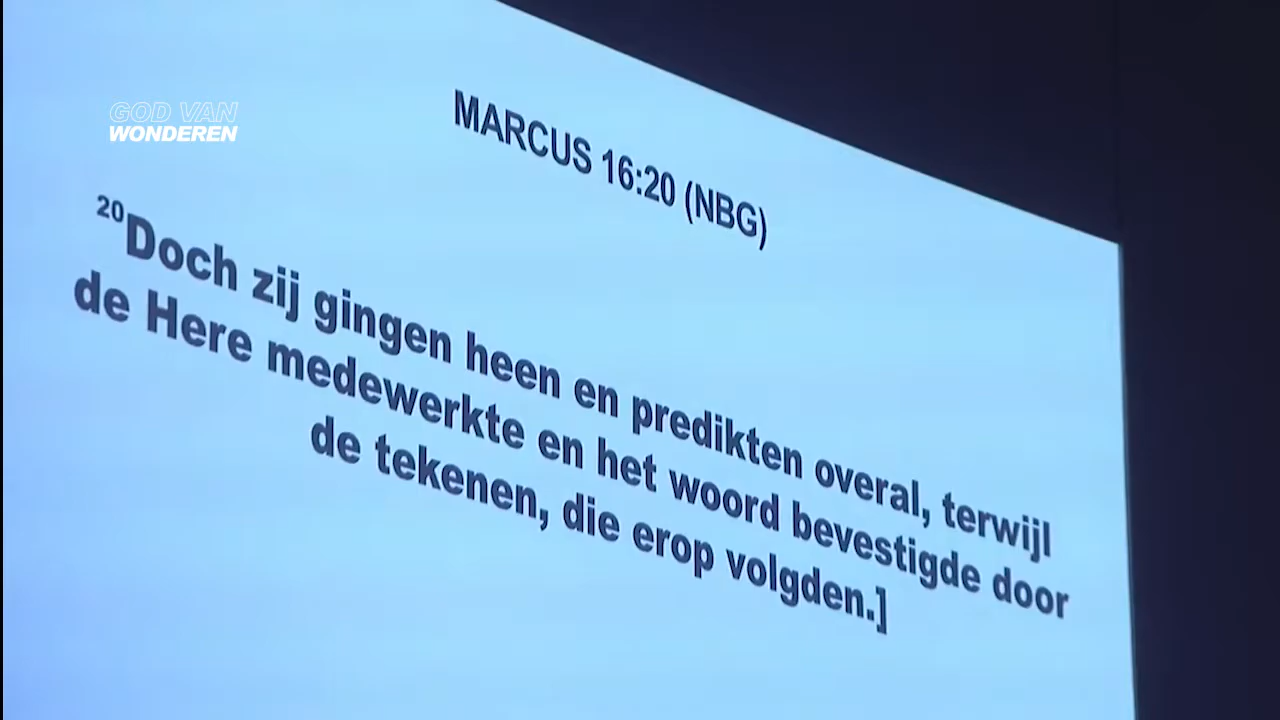 GOD VAN
WONDEREN
MARCUS 16:20 (NBG)
20Doch zij gingen heen en predikten overal, terwijl
de Here medewerkte en het woord bevestigde door
de tekenen, die erop volgden.]